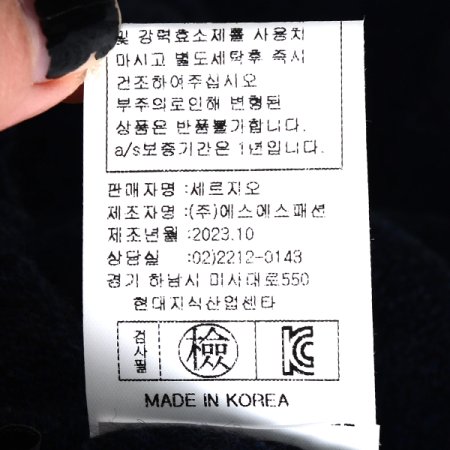 및 강력효소제를 사용치
마시고 별도세탁후 즉시
건조하여주십시오
부주의로인해 변형된
상품은 반품불가합니다.
a/s보증기간은 1년입니다.
판매자명 :세르지오
제조자명 :(주)에스에스패션
제조년월 :2023.10
상담실 :02)2212-0143
경기 하남시 미사대로550
현대지식산업센타
검사필 檢 KC
MADE IN KOREA